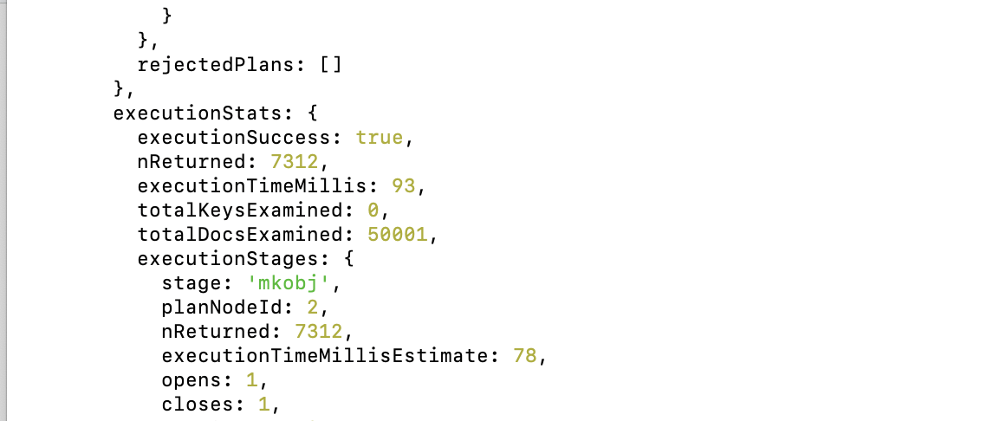 }
},
rejectedPlans: []
},
executionStats: {
executionSuccess: true,
nReturned: 7312,
executionTimeMillis: 93,
totalKeysExamined: 0,
totalDocsExamined: 50001,
executionStages: {
stage: 'mkobj',
planNodeId: 2,
nReturned: 7312,
executionTimeMillisEstimate: 78,
opens: 1,
closes: 1,